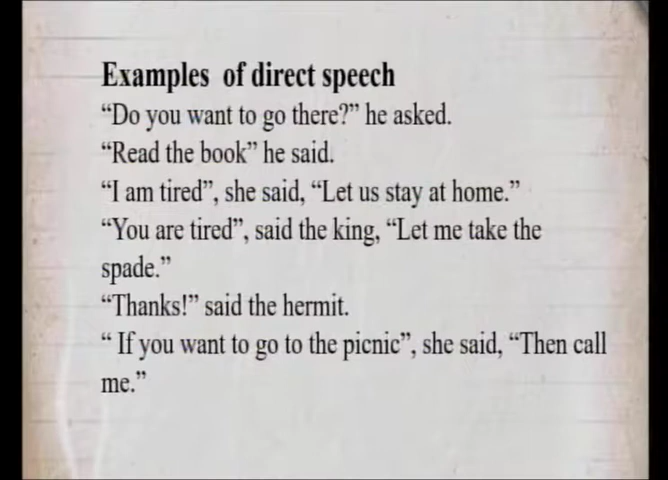 Examples  of direct speech
“Do you want to go there?” he asked.
“Read the book” he said.
“I am tired”, she said, “Let us stay at home.”
“You are tired”, said the king, “Let me take the
spade.”
“Thanks!” said the hermit.
“ If you want to go to the picnic”, she said, “Then call
me.”